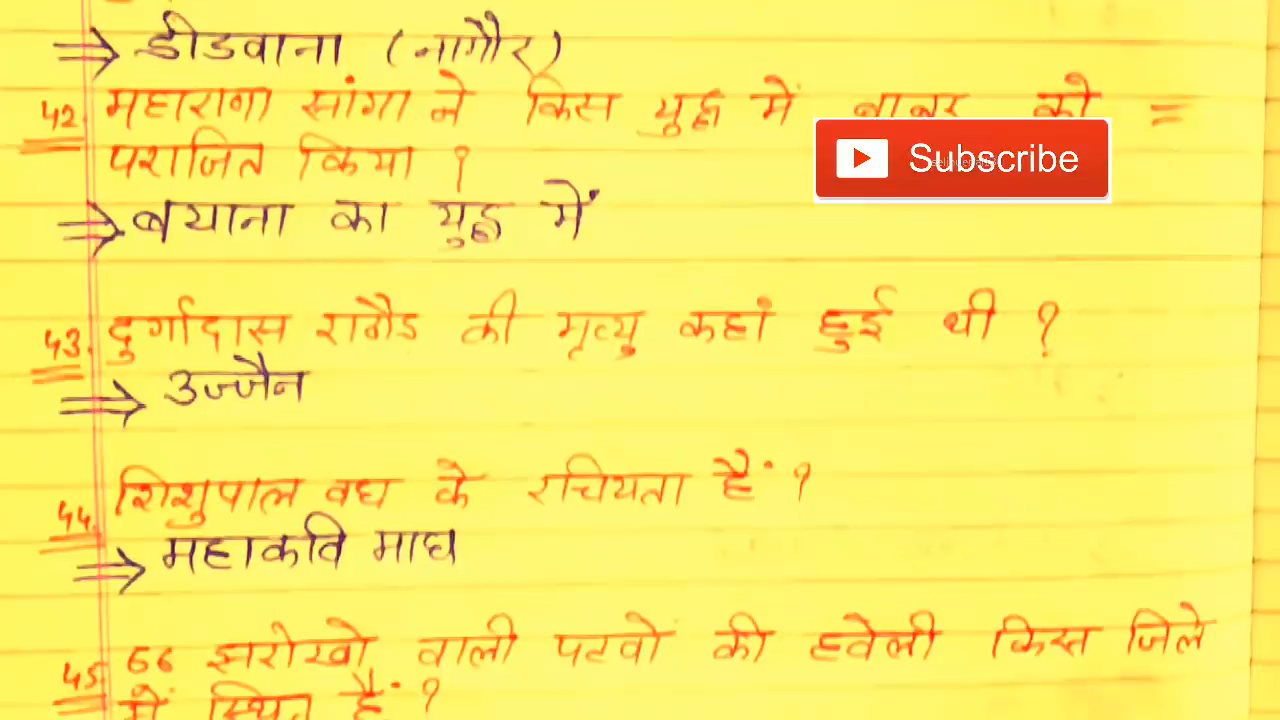 ⇒ डीडवाना (नागौर)
42. महाराणा सांगा ने किस युद्ध में बाबर को =
पराजित किया ?
Subscribe
⇒ बयाना का युद्ध में
43. दुर्गादास राठौड की मृत्यु कहां हुई थी ?
⇒ उज्जैन
44. शिशुपाल वध के रचियता हैं ?
⇒ महाकवि माघ
45. 66 झरोखो वाली पटवो की हवेली किस जिले
में स्थित हैं ?